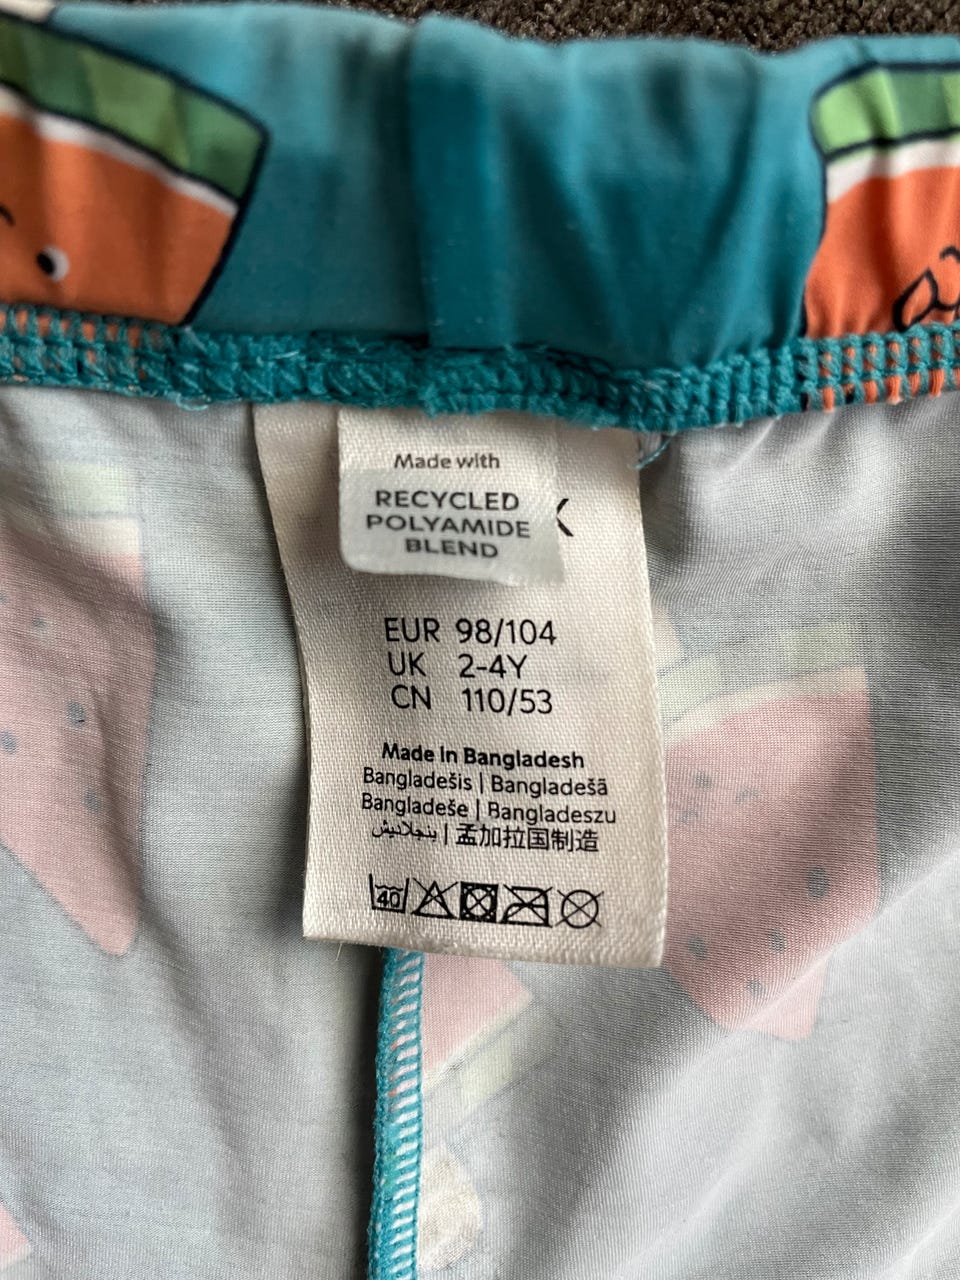 Made with
RECYCLED
POLYAMIDE
BLEND
EUR 98/104
UK 2-4Y
CN 110/53
Made in Bangladesh
Bangladešis | Bangladešā
Bangladeše | Bangladeszu
بنجلاديش | 孟加拉国制造
40